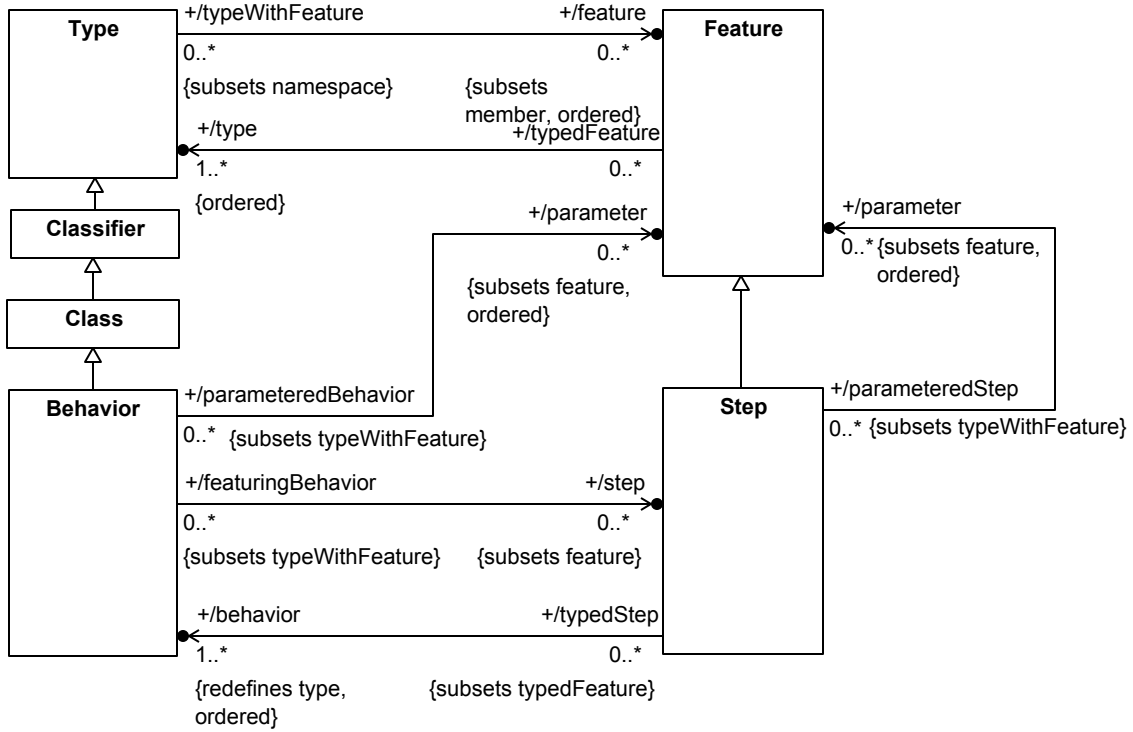 Type
+/typeWithFeature
+/feature
Feature
0..*
0..*
{subsets namespace}
{subsets
member, ordered}
+/type
+/typedFeature
1..*
0..*
{ordered}
+/parameter
+/parameter
Classifier
0..*
0..* {subsets feature,
ordered}
{subsets feature,
ordered}
Class
Behavior
+/parameteredBehavior
Step
+/parameteredStep
0..* {subsets typeWithFeature}
0..* {subsets typeWithFeature}
+/featuringBehavior
+/step
0..*
0..*
{subsets typeWithFeature}
{subsets feature}
+/behavior
+/typedStep
1..*
0..*
{redefines type,
ordered}
{subsets typedFeature}